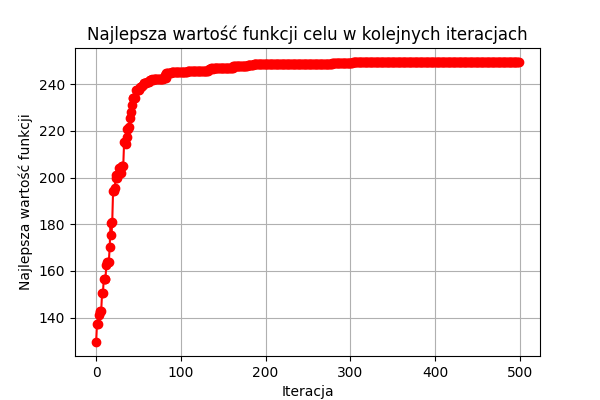 Najlepsza wartość funkcji celu w kolejnych iteracjach
Najlepsza wartość funkcji
240
220
200
180
160
140
0 100 200 300 400 500
Iteracja